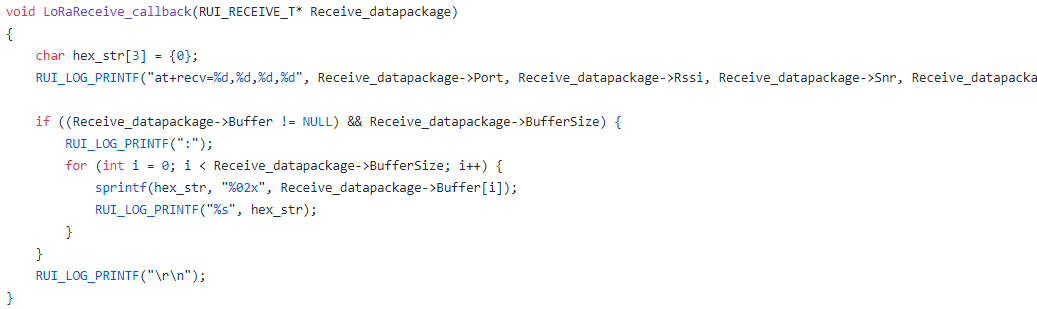 void LoRaReceive_callback(RUI_RECEIVE_T* Receive_datapackage)
{
    char hex_str[3] = {0};
    RUI_LOG_PRINTF("at+recv=%d,%d,%d,%d", Receive_datapackage->Port, Receive_datapackage->Rssi, Receive_datapackage->Snr, Receive_datapacka
    if ((Receive_datapackage->Buffer != NULL) && Receive_datapackage->BufferSize) {
        RUI_LOG_PRINTF(":");
        for (int i = 0; i < Receive_datapackage->BufferSize; i++) {
            sprintf(hex_str, "%02x", Receive_datapackage->Buffer[i]);
            RUI_LOG_PRINTF("%s", hex_str);
        }
    }
    RUI_LOG_PRINTF("\r\n");
}